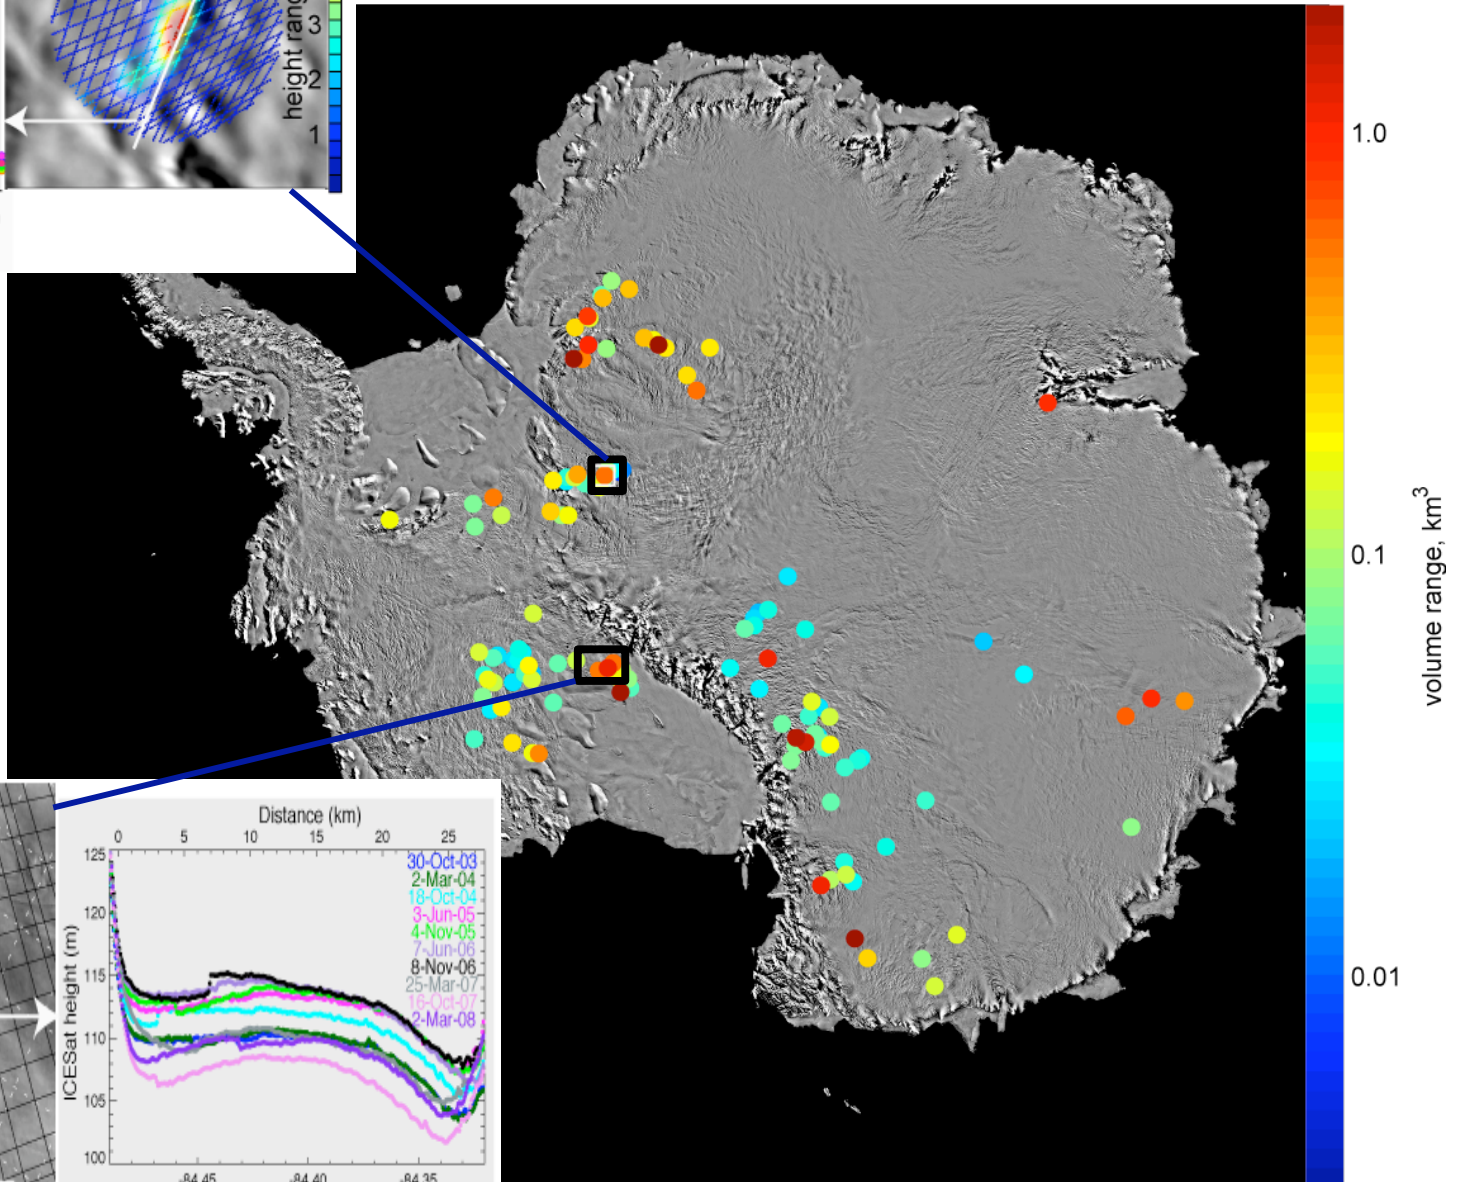 height rang
3
2
1
1.0
0.1
0.01
volume range, km³
Distance (km)
0 5 10 15 20 25
ICESat height (m)
125
120
115
110
105
100
30-Oct-03
2-Mar-04
18-Oct-04
3-Jun-05
4-Nov-05
7-Jun-06
8-Nov-06
25-Mar-07
16-Oct-07
2-Mar-08
-84.45 -84.40 -84.35